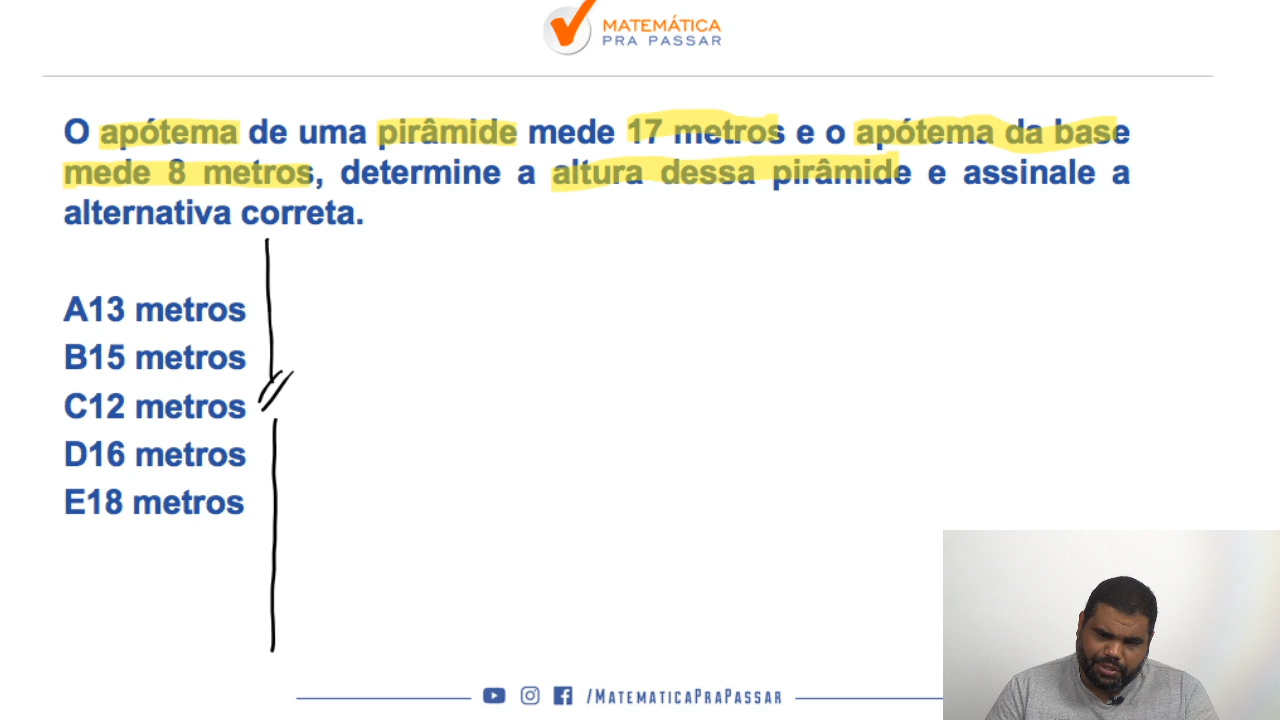 MATEMÁTICA
PRA PASSAR
O apótema de uma pirâmide mede 17 metros e o apótema da base
mede 8 metros, determine a altura dessa pirâmide e assinale a
alternativa correta.
A13 metros
B15 metros
C12 metros
D16 metros
E18 metros
/MATEMATICAPRAPASSAR